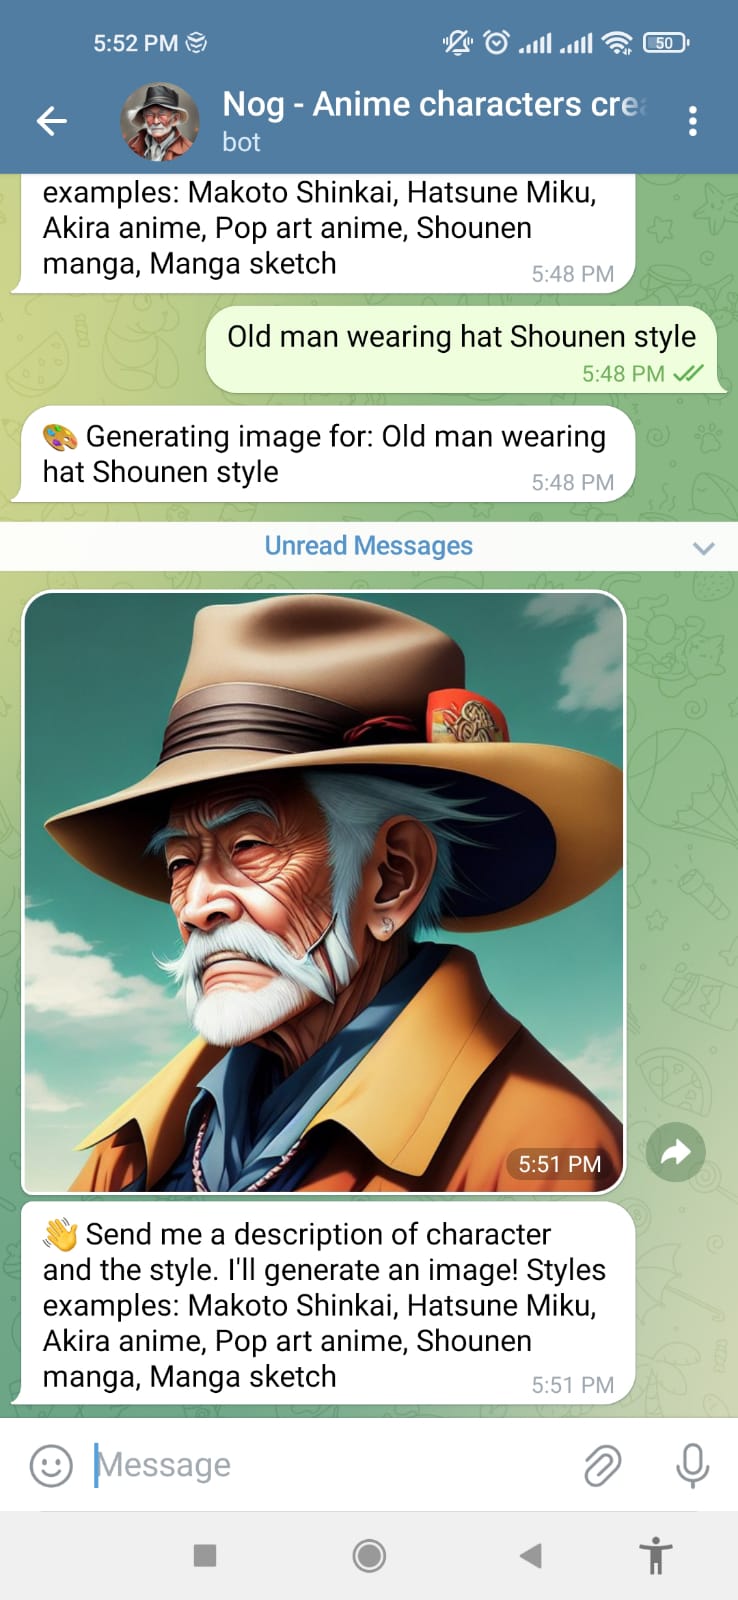 5:52 PM
50
Nog - Anime characters cre
bot
examples: Makoto Shinkai, Hatsune Miku,
Akira anime, Pop art anime, Shounen
manga, Manga sketch
5:48 PM
Old man wearing hat Shounen style
5:48 PM
🎨 Generating image for: Old man wearing
hat Shounen style
5:48 PM
Unread Messages
5:51 PM
👋 Send me a description of character
and the style. I'll generate an image! Styles
examples: Makoto Shinkai, Hatsune Miku,
Akira anime, Pop art anime, Shounen
manga, Manga sketch
5:51 PM
Message